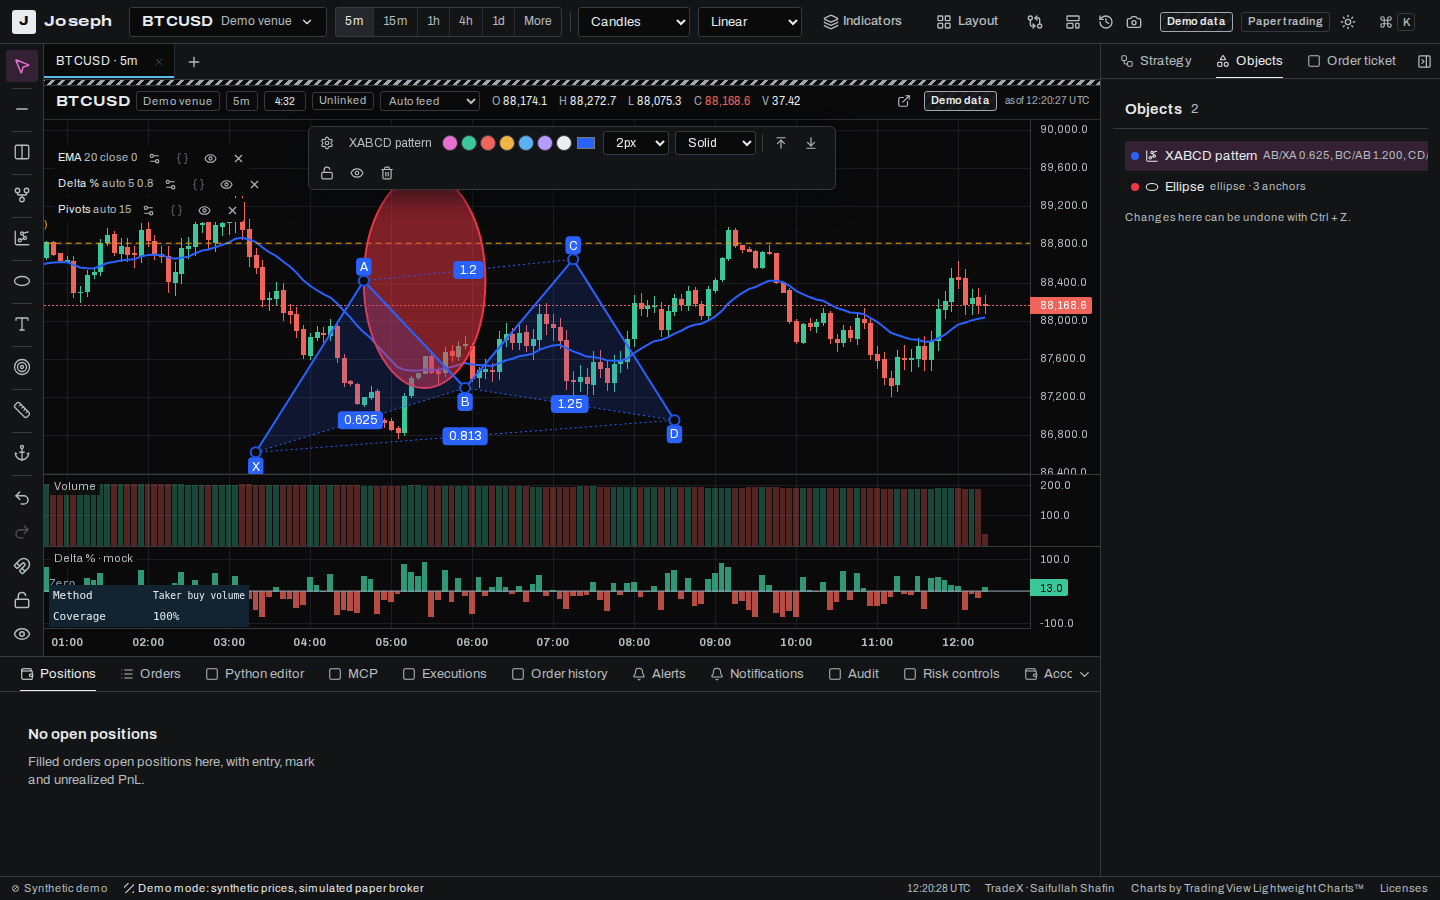 J Joseph BTCUSD Demo venue 5m 15m 1h 4h 1d More Candles Linear Indicators Layout Demo data Paper trading ⌘ K
BTCUSD · 5m
Strategy Objects Order ticket
BTCUSD Demo venue 5m 4:32 Unlinked Auto feed O 88,174.1 H 88,272.7 L 88,075.3 C 88,168.6 V 37.42 Demo data as of 12:20:27 UTC
Objects 2
XABCD pattern 2px Solid
XABCD pattern AB/XA 0.625, BC/AB 1.200, CD/
Ellipse ellipse · 3 anchors
Changes here can be undone with Ctrl + Z.
EMA 20 close 0
Delta % auto 5 0.8
Pivots auto 15
90,000.0
89,600.0
89,200.0
88,800.0
88,400.0
88,168.6
88,000.0
87,600.0
87,200.0
86,800.0
86,400.0
A
C
1.2
B
1.25
0.625
0.813
D
X
Volume
200.0
100.0
Delta % · mock
100.0
Zero
13.0
Method Taker buy volume
Coverage 100%
-100.0
01:00 02:00 03:00 04:00 05:00 06:00 07:00 08:00 09:00 10:00 11:00 12:00
Positions Orders Python editor MCP Executions Order history Alerts Notifications Audit Risk controls Acco
No open positions
Filled orders open positions here, with entry, mark
and unrealized PnL.
Synthetic demo Demo mode: synthetic prices, simulated paper broker 12:20:28 UTC TradeX · Saifullah Shafin Charts by TradingView Lightweight Charts™ Licenses